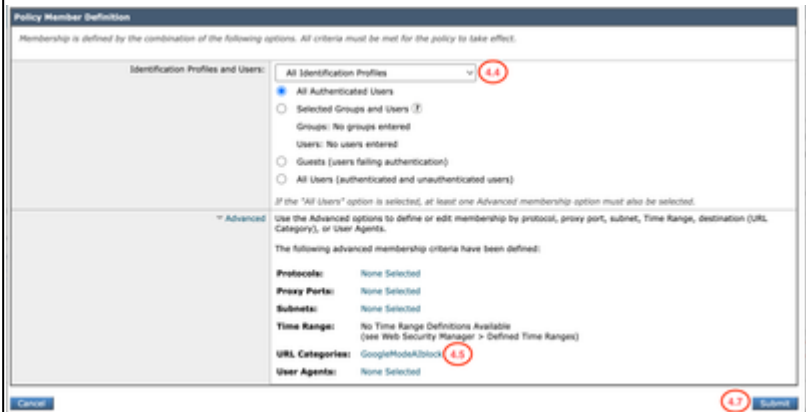 Policy Member Definition
Membership is defined by the combination of the following options. All criteria must be met for the policy to take effect.
Identification Profiles and Users:
All Identification Profiles
4.4
All Authenticated Users
Selected Groups and Users ?
Groups: No groups entered
Users: No users entered
Guests (users failing authentication)
All Users (authenticated and unauthenticated users)
If the "All Users" option is selected, at least one Advanced membership option must also be selected.
Advanced
Use the Advanced options to define or edit membership by protocol, proxy port, subnet, Time Range, destination (URL
Category), or User Agents.
The following advanced membership criteria have been defined:
Protocols: None Selected
Proxy Ports: None Selected
Subnets: None Selected
Time Range: No Time Range Definitions Available
(see Web Security Manager > Defined Time Ranges)
URL Categories: GoogleModeAIblock 4.5
User Agents: None Selected
Cancel
4.7 Submit